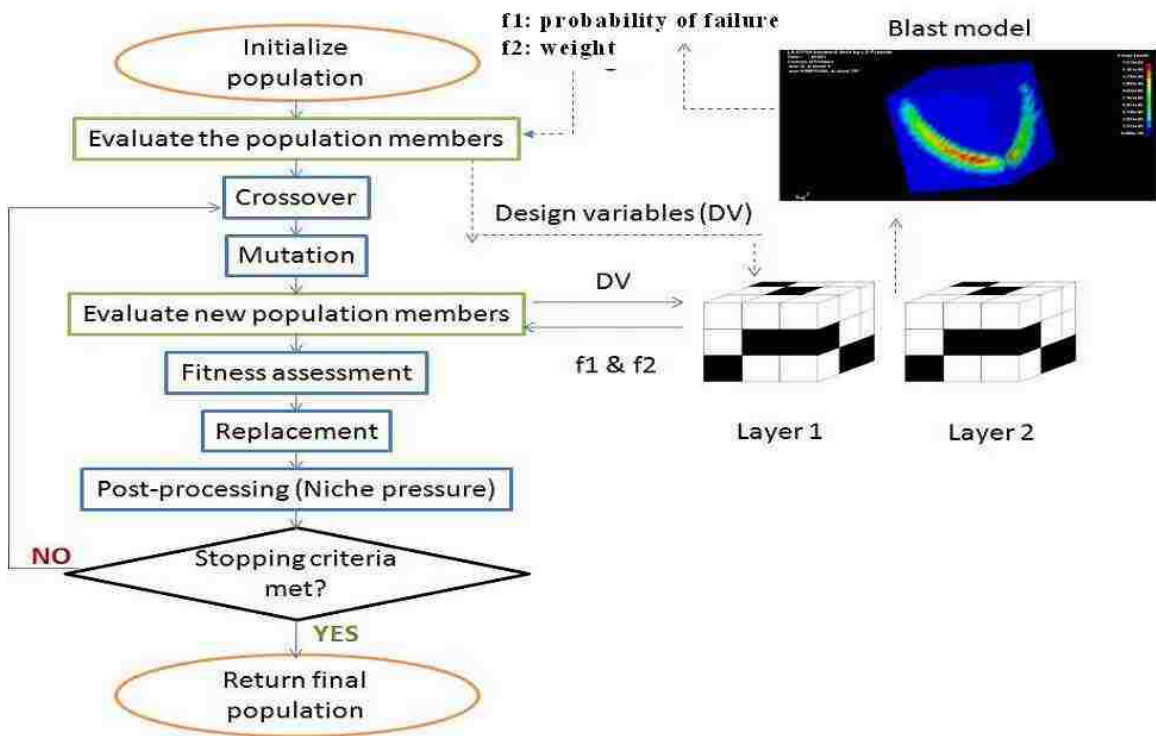 f1: probability of failure
f2: weight
Blast model
Initialize
population
Evaluate the population members
Crossover
Design variables (DV)
Mutation
DV
Evaluate new population members
f1 & f2
Fitness assessment
Replacement
Layer 1
Layer 2
Post-processing (Niche pressure)
NO
Stopping criteria
met?
YES
Return final
population